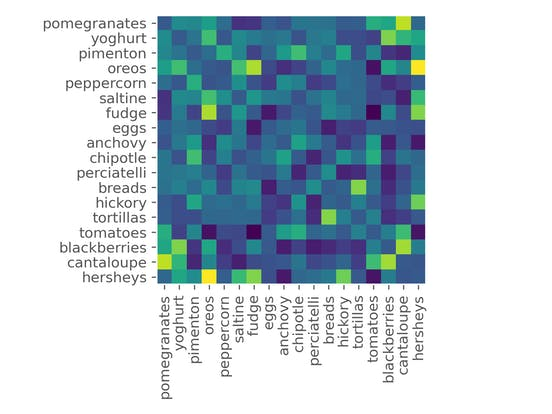 pomegranates
yoghurt
pimenton
oreos
peppercorn
saltine
fudge
eggs
anchovy
chipotle
perciatelli
breads
hickory
tortillas
tomatoes
blackberries
cantaloupe
hersheys
pomegranates
yoghurt
pimenton
oreos
peppercorn
saltine
fudge
eggs
anchovy
chipotle
perciatelli
breads
hickory
tortillas
tomatoes
blackberries
cantaloupe
hersheys